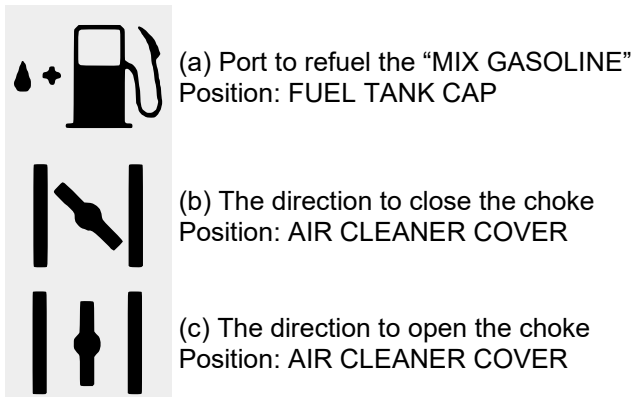 (a) Port to refuel the “MIX GASOLINE”
Position: FUEL TANK CAP
(b) The direction to close the choke
Position: AIR CLEANER COVER
(c) The direction to open the choke
Position: AIR CLEANER COVER